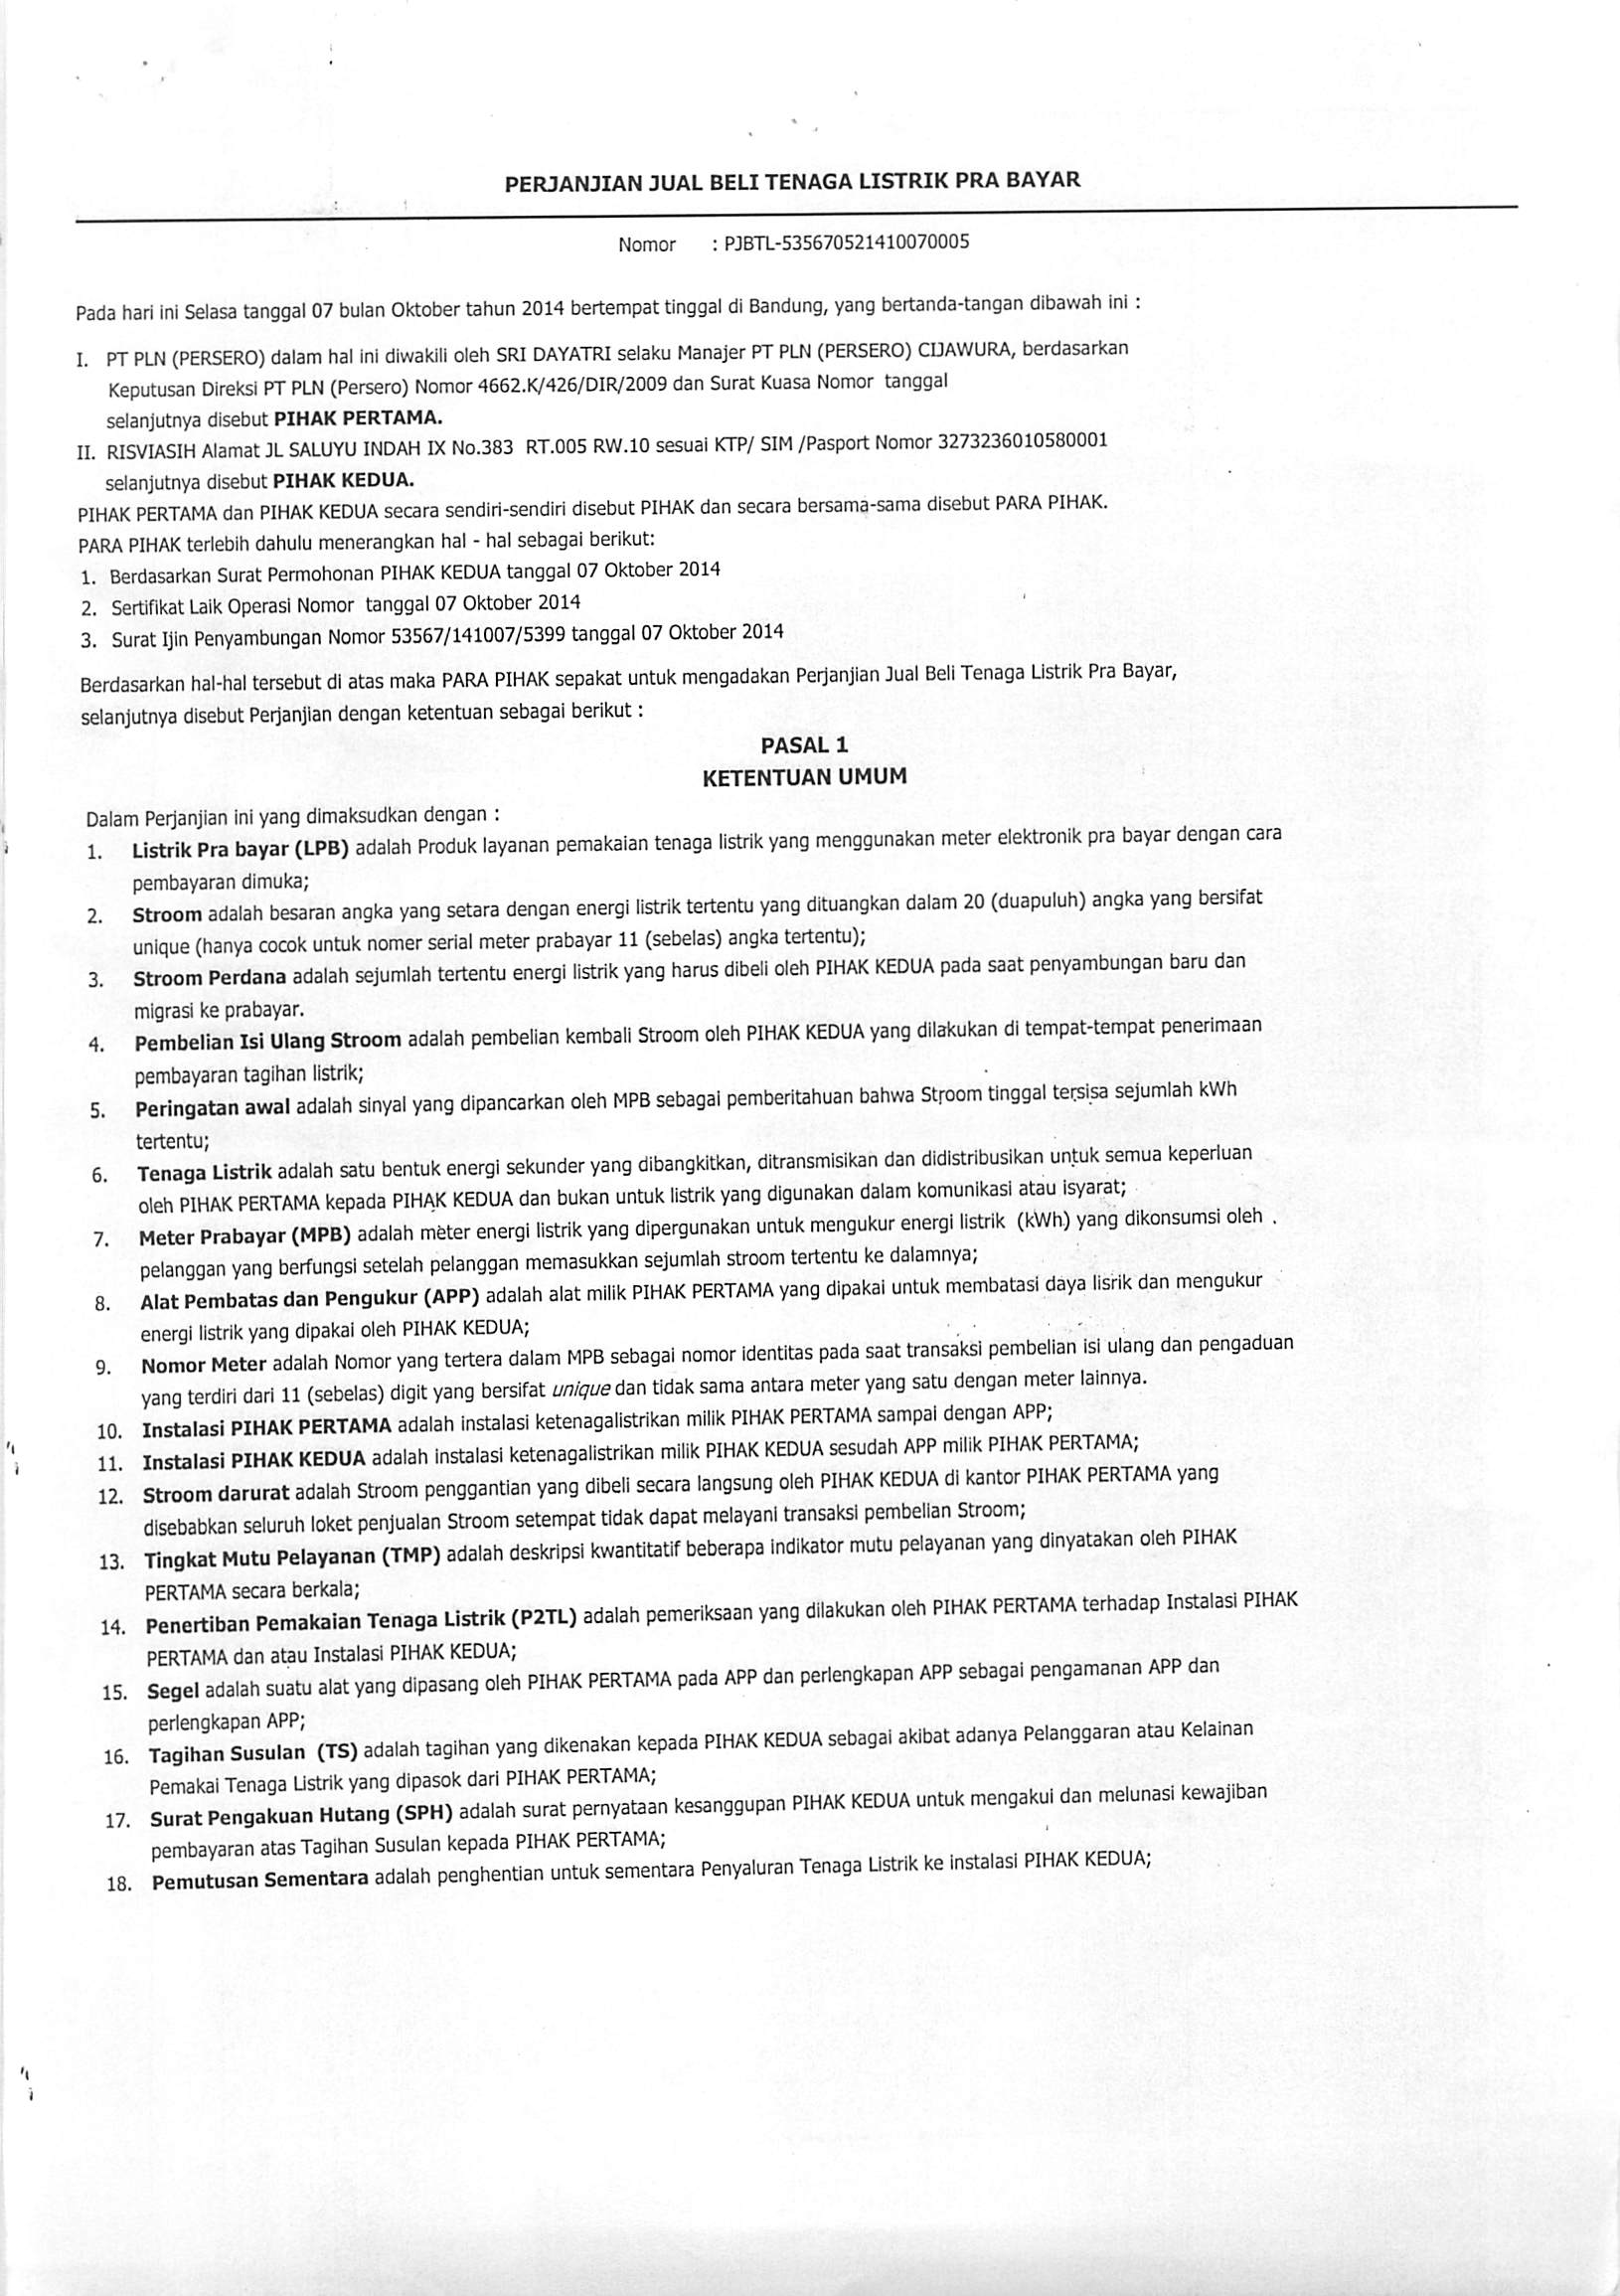 PERJANJIAN JUAL BELI TENAGA LISTRIK PRA BAYAR
Nomor : PJBTL-535670521410070005
Pada hari ini Selasa tanggal 07 bulan Oktober tahun 2014 bertempat tinggal di Bandung, yang bertanda-tangan dibawah ini :
I. PT PLN (PERSERO) dalam hal ini diwakili oleh SRI DAYATRI selaku Manajer PT PLN (PERSERO) CIJAWURA, berdasarkan
Keputusan Direksi PT PLN (Persero) Nomor 4662.K/426/DIR/2009 dan Surat Kuasa Nomor tanggal
selanjutnya disebut PIHAK PERTAMA.
II. RISVIASIH Alamat JL SALUYU INDAH IX No.383 RT.005 RW.10 sesuai KTP/ SIM /Pasport Nomor 3273236010580001
selanjutnya disebut PIHAK KEDUA.
PIHAK PERTAMA dan PIHAK KEDUA secara sendiri-sendiri disebut PIHAK dan secara bersama-sama disebut PARA PIHAK.
PARA PIHAK terlebih dahulu menerangkan hal - hal sebagai berikut:
1. Berdasarkan Surat Permohonan PIHAK KEDUA tanggal 07 Oktober 2014
2. Sertifikat Laik Operasi Nomor tanggal 07 Oktober 2014
3. Surat Ijin Penyambungan Nomor 53567/141007/5399 tanggal 07 Oktober 2014
Berdasarkan hal-hal tersebut di atas maka PARA PIHAK sepakat untuk mengadakan Perjanjian Jual Beli Tenaga Listrik Pra Bayar,
selanjutnya disebut Perjanjian dengan ketentuan sebagai berikut :
PASAL 1
KETENTUAN UMUM
Dalam Perjanjian ini yang dimaksudkan dengan :
1. Listrik Pra bayar (LPB) adalah Produk layanan pemakaian tenaga listrik yang menggunakan meter elektronik pra bayar dengan cara
pembayaran dimuka;
2. Stroom adalah besaran angka yang setara dengan energi listrik tertentu yang dituangkan dalam 20 (duapuluh) angka yang bersifat
unique (hanya cocok untuk nomer serial meter prabayar 11 (sebelas) angka tertentu);
3. Stroom Perdana adalah sejumlah tertentu energi listrik yang harus dibeli oleh PIHAK KEDUA pada saat penyambungan baru dan
migrasi ke prabayar.
4. Pembelian Isi Ulang Stroom adalah pembelian kembali Stroom oleh PIHAK KEDUA yang dilakukan di tempat-tempat penerimaan
pembayaran tagihan listrik;
5. Peringatan awal adalah sinyal yang dipancarkan oleh MPB sebagai pemberitahuan bahwa Stroom tinggal tersisa sejumlah kWh
tertentu;
6. Tenaga Listrik adalah satu bentuk energi sekunder yang dibangkitkan, ditransmisikan dan didistribusikan untuk semua keperluan
oleh PIHAK PERTAMA kepada PIHAK KEDUA dan bukan untuk listrik yang digunakan dalam komunikasi atau isyarat;
7. Meter Prabayar (MPB) adalah meter energi listrik yang dipergunakan untuk mengukur energi listrik (kWh) yang dikonsumsi oleh
pelanggan yang berfungsi setelah pelanggan memasukkan sejumlah stroom tertentu ke dalamnya;
8. Alat Pembatas dan Pengukur (APP) adalah alat milik PIHAK PERTAMA yang dipakai untuk membatasi daya lisrik dan mengukur
energi listrik yang dipakai oleh PIHAK KEDUA;
9. Nomor Meter adalah Nomor yang tertera dalam MPB sebagai nomor identitas pada saat transaksi pembelian isi ulang dan pengaduan
yang terdiri dari 11 (sebelas) digit yang bersifat unique dan tidak sama antara meter yang satu dengan meter lainnya.
10. Instalasi PIHAK PERTAMA adalah instalasi ketenagalistrikan milik PIHAK PERTAMA sampai dengan APP;
11. Instalasi PIHAK KEDUA adalah instalasi ketenagalistrikan milik PIHAK KEDUA sesudah APP milik PIHAK PERTAMA;
12. Stroom darurat adalah Stroom penggantian yang dibeli secara langsung oleh PIHAK KEDUA di kantor PIHAK PERTAMA yang
disebabkan seluruh loket penjualan Stroom setempat tidak dapat melayani transaksi pembelian Stroom;
13. Tingkat Mutu Pelayanan (TMP) adalah deskripsi kwantitatif beberapa indikator mutu pelayanan yang dinyatakan oleh PIHAK
PERTAMA secara berkala;
14. Penertiban Pemakaian Tenaga Listrik (P2TL) adalah pemeriksaan yang dilakukan oleh PIHAK PERTAMA terhadap Instalasi PIHAK
PERTAMA dan atau Instalasi PIHAK KEDUA;
15. Segel adalah suatu alat yang dipasang oleh PIHAK PERTAMA pada APP dan perlengkapan APP sebagai pengamanan APP dan
perlengkapan APP;
16. Tagihan Susulan (TS) adalah tagihan yang dikenakan kepada PIHAK KEDUA sebagai akibat adanya Pelanggaran atau Kelainan
Pemakai Tenaga Listrik yang dipasok dari PIHAK PERTAMA;
17. Surat Pengakuan Hutang (SPH) adalah surat pernyataan kesanggupan PIHAK KEDUA untuk mengakui dan melunasi kewajiban
pembayaran atas Tagihan Susulan kepada PIHAK PERTAMA;
18. Pemutusan Sementara adalah penghentian untuk sementara Penyaluran Tenaga Listrik ke instalasi PIHAK KEDUA;